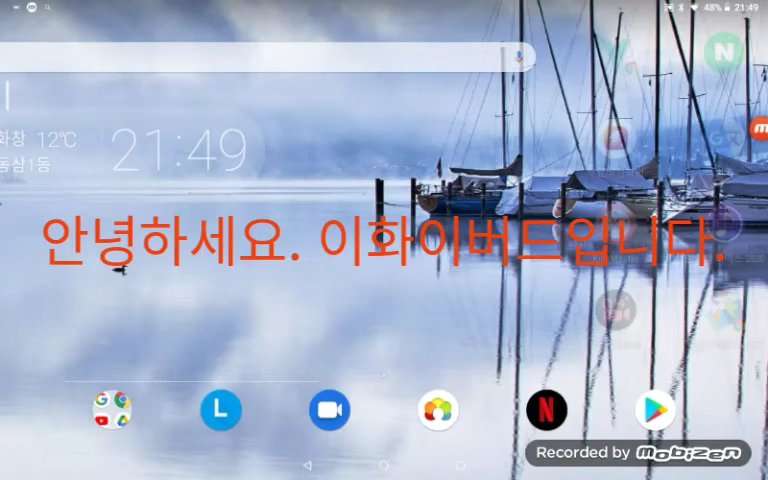 48% 21:49
화창 12℃
동삼1동
21:49
안녕하세요. 이화이버드입니다.
Recorded by Mobizen